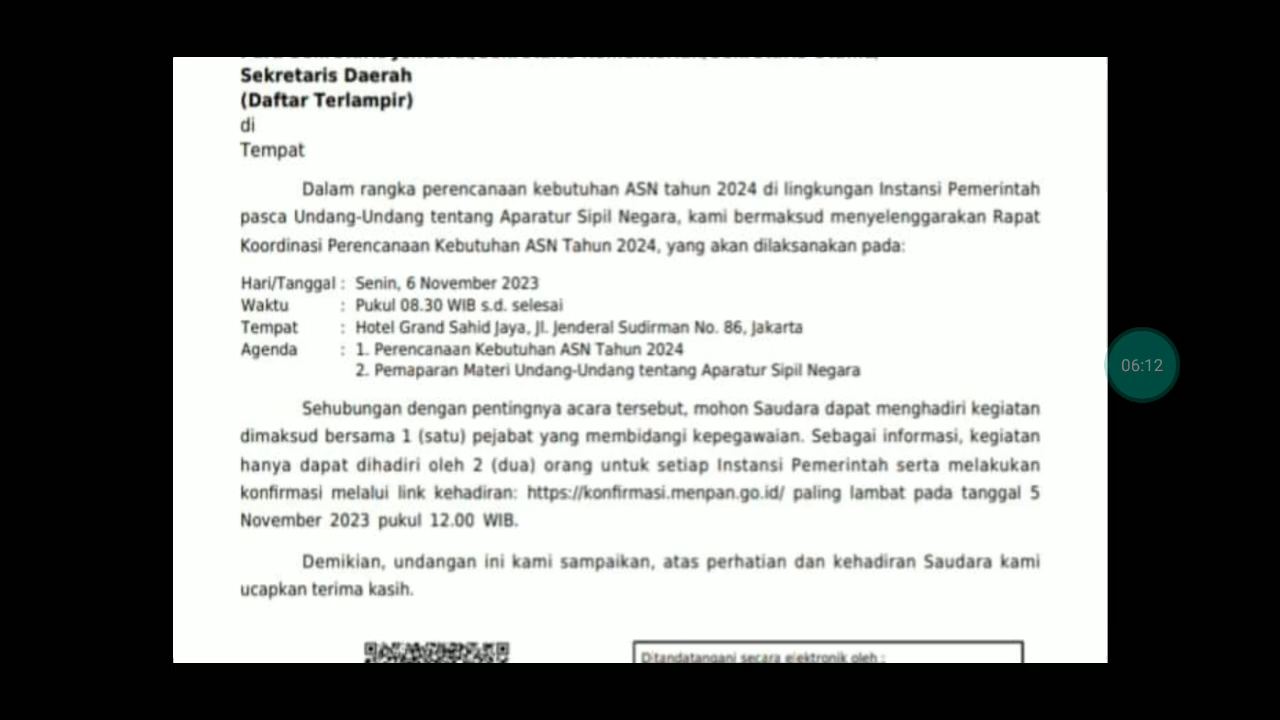 Sekretaris Daerah
(Daftar Terlampir)
di
Tempat
Dalam rangka perencanaan kebutuhan ASN tahun 2024 di lingkungan Instansi Pemerintah
pasca Undang-Undang tentang Aparatur Sipil Negara, kami bermaksud menyelenggarakan Rapat
Koordinasi Perencanaan Kebutuhan ASN Tahun 2024, yang akan dilaksanakan pada:
Hari/Tanggal : Senin, 6 November 2023
Waktu : Pukul 08.30 WIB s.d. selesai
Tempat : Hotel Grand Sahid Jaya, Jl. Jenderal Sudirman No. 86, Jakarta
Agenda : 1. Perencanaan Kebutuhan ASN Tahun 2024
2. Pemaparan Materi Undang-Undang tentang Aparatur Sipil Negara
Sehubungan dengan pentingnya acara tersebut, mohon Saudara dapat menghadiri kegiatan
dimaksud bersama 1 (satu) pejabat yang membidangi kepegawaian. Sebagai informasi, kegiatan
hanya dapat dihadiri oleh 2 (dua) orang untuk setiap Instansi Pemerintah serta melakukan
konfirmasi melalui link kehadiran: https://konfirmasi.menpan.go.id/ paling lambat pada tanggal 5
November 2023 pukul 12.00 WIB.
Demikian, undangan ini kami sampaikan, atas perhatian dan kehadiran Saudara kami
ucapkan terima kasih.
Ditandatangani secara elektronik oleh :
06:12